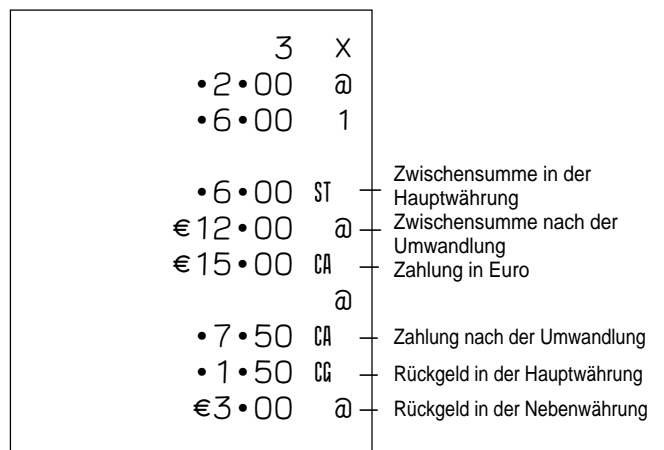 3 X
•2•00 @
•6•00 1
•6•00 ST
Zwischensumme in der
Hauptwährung
€12•00 @
Zwischensumme nach der
Umwandlung
€15•00 CA
Zahlung in Euro
@
•7•50 CA
Zahlung nach der Umwandlung
•1•50 CG
Rückgeld in der Hauptwährung
€3•00 @
Rückgeld in der Nebenwährung